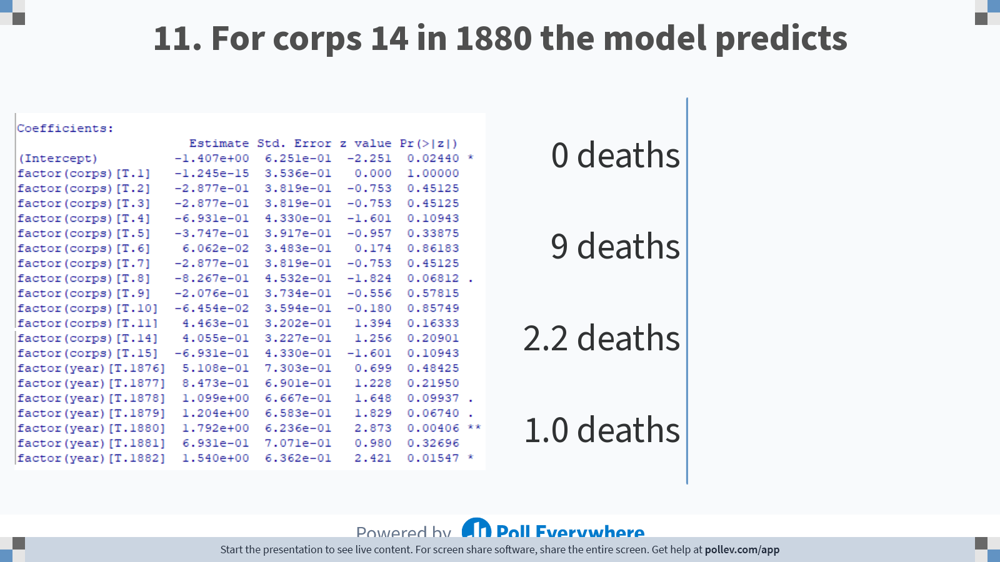 11. For corps 14 in 1880 the model predicts
Coefficients:
Estimate Std. Error z value Pr(>|z|)
(Intercept) -1.407e+00 6.251e-01 -2.251 0.02440 *
factor(corps)[T.1] -1.245e-15 3.536e-01 0.000 1.00000
factor(corps)[T.2] -2.877e-01 3.819e-01 -0.753 0.45125
factor(corps)[T.3] -2.877e-01 3.819e-01 -0.753 0.45125
factor(corps)[T.4] -6.931e-01 4.330e-01 -1.601 0.10943
factor(corps)[T.5] -3.747e-01 3.917e-01 -0.957 0.33875
factor(corps)[T.6] 6.062e-02 3.483e-01 0.174 0.86183
factor(corps)[T.7] -2.877e-01 3.819e-01 -0.753 0.45125
factor(corps)[T.8] -8.267e-01 4.532e-01 -1.824 0.06812 .
factor(corps)[T.9] -2.076e-01 3.734e-01 -0.556 0.57815
factor(corps)[T.10] -6.454e-02 3.594e-01 -0.180 0.85749
factor(corps)[T.11] 4.463e-01 3.202e-01 1.394 0.16333
factor(corps)[T.14] 4.055e-01 3.227e-01 1.256 0.20901
factor(corps)[T.15] -6.931e-01 4.330e-01 -1.601 0.10943
factor(year)[T.1876] 5.108e-01 7.303e-01 0.699 0.48425
factor(year)[T.1877] 8.473e-01 6.901e-01 1.228 0.21950
factor(year)[T.1878] 1.099e+00 6.667e-01 1.648 0.09937 .
factor(year)[T.1879] 1.204e+00 6.583e-01 1.829 0.06740 .
factor(year)[T.1880] 1.792e+00 6.236e-01 2.873 0.00406 **
factor(year)[T.1881] 6.931e-01 7.071e-01 0.980 0.32696
factor(year)[T.1882] 1.540e+00 6.362e-01 2.421 0.01547 *
0 deaths
9 deaths
2.2 deaths
1.0 deaths
Powered by Poll Everywhere
Start the presentation to see live content. For screen share software, share the entire screen. Get help at pollev.com/app